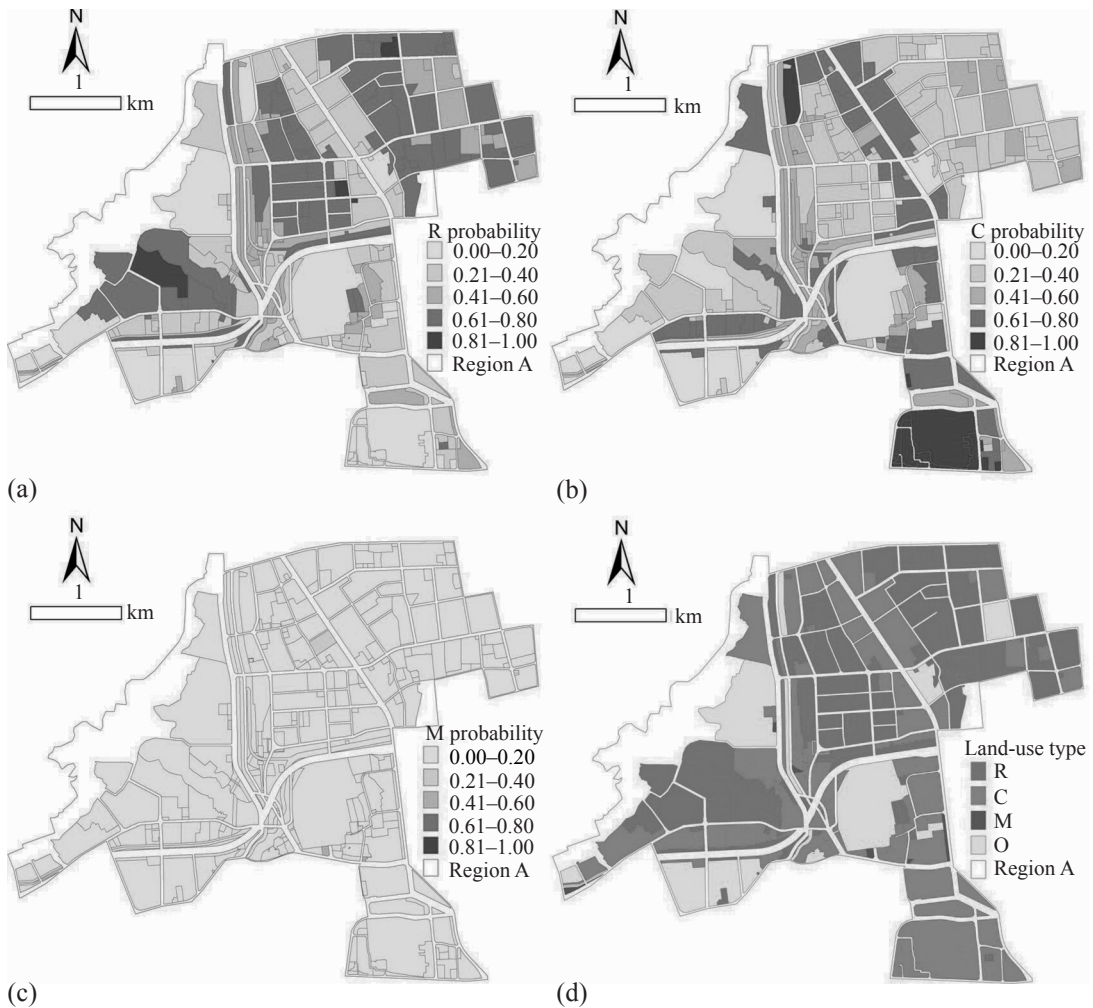 N
1
km
R probability
0.00–0.20
0.21–0.40
0.41–0.60
0.61–0.80
0.81–1.00
Region A
(a)
N
1
km
C probability
0.00–0.20
0.21–0.40
0.41–0.60
0.61–0.80
0.81–1.00
Region A
(b)
N
1
km
M probability
0.00–0.20
0.21–0.40
0.41–0.60
0.61–0.80
0.81–1.00
Region A
(c)
N
1
km
Land-use type
R
C
M
O
Region A
(d)